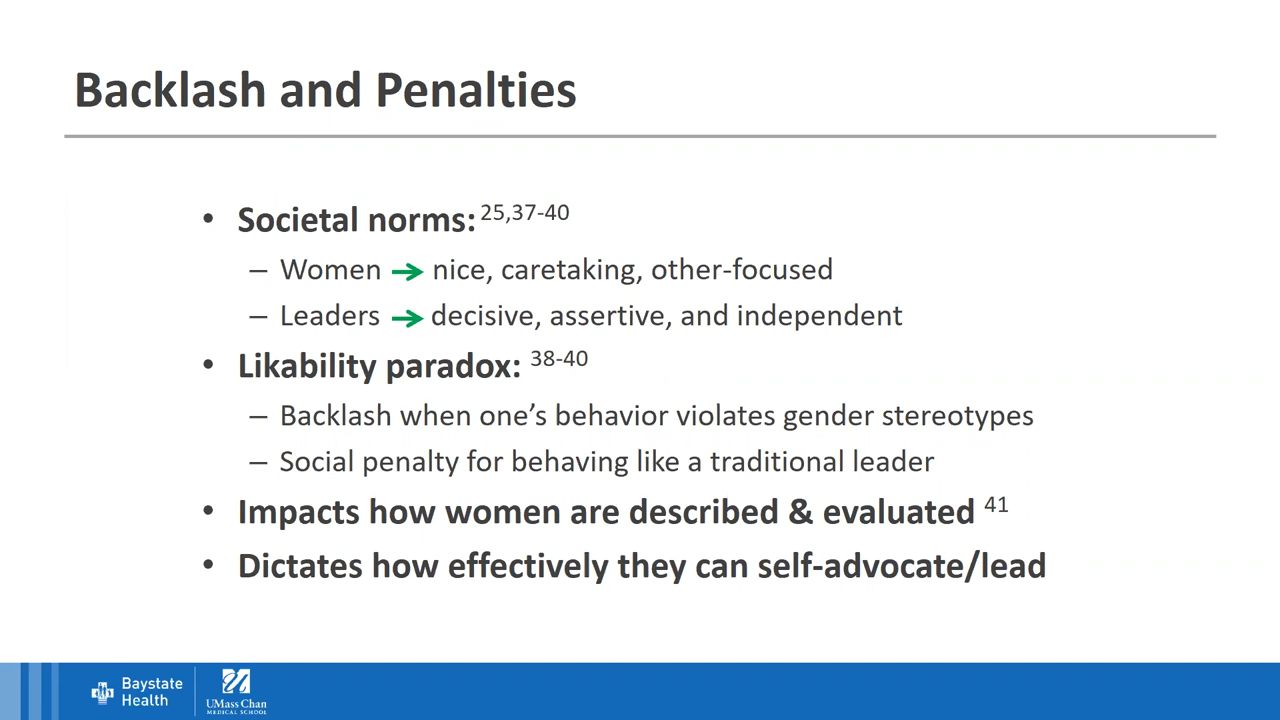 Backlash and Penalties
• Societal norms: 25,37-40
– Women → nice, caretaking, other-focused
– Leaders → decisive, assertive, and independent
• Likability paradox: 38-40
– Backlash when one’s behavior violates gender stereotypes
– Social penalty for behaving like a traditional leader
• Impacts how women are described & evaluated 41
• Dictates how effectively they can self-advocate/lead
Baystate
Health
UMass Chan
MEDICAL SCHOOL